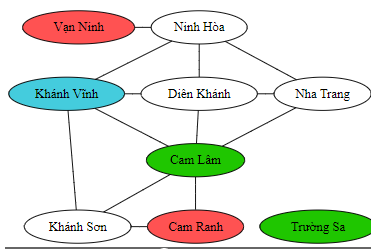 Vạn Ninh
Ninh Hòa
Khánh Vĩnh
Diên Khánh
Nha Trang
Cam Lâm
Khánh Sơn
Cam Ranh
Trường Sa